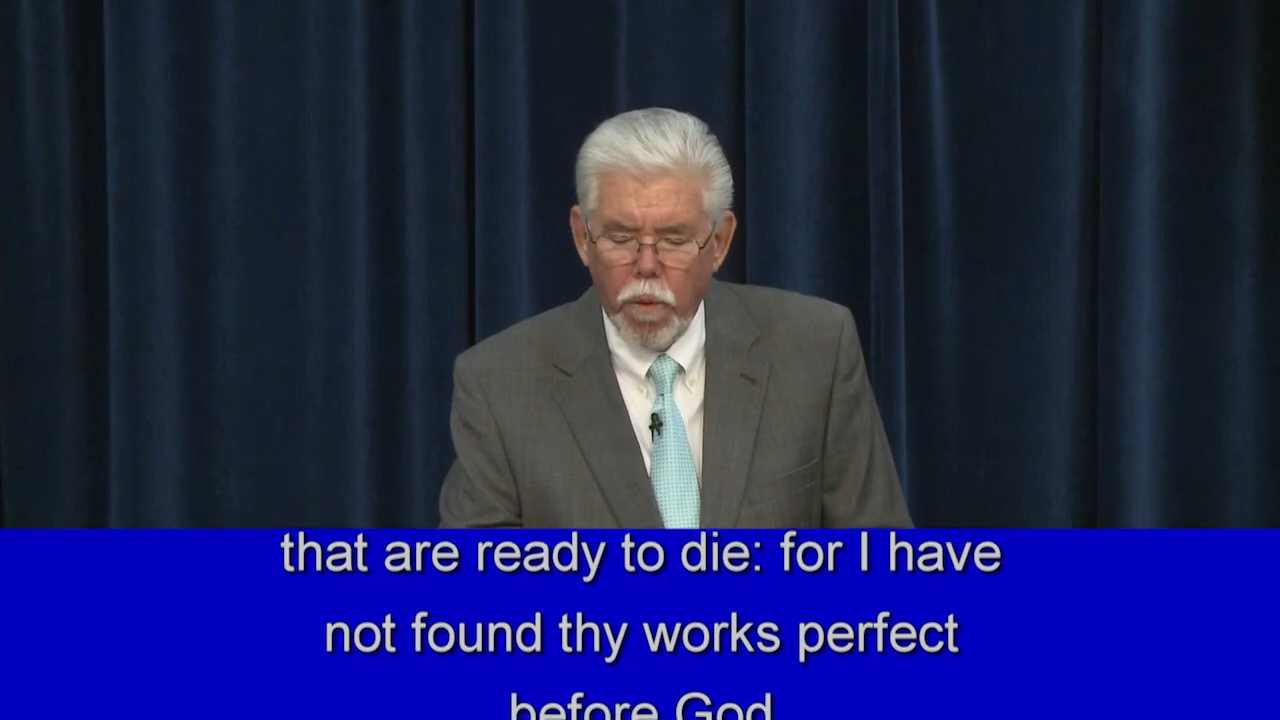 that are ready to die: for I have
not found thy works perfect
before God